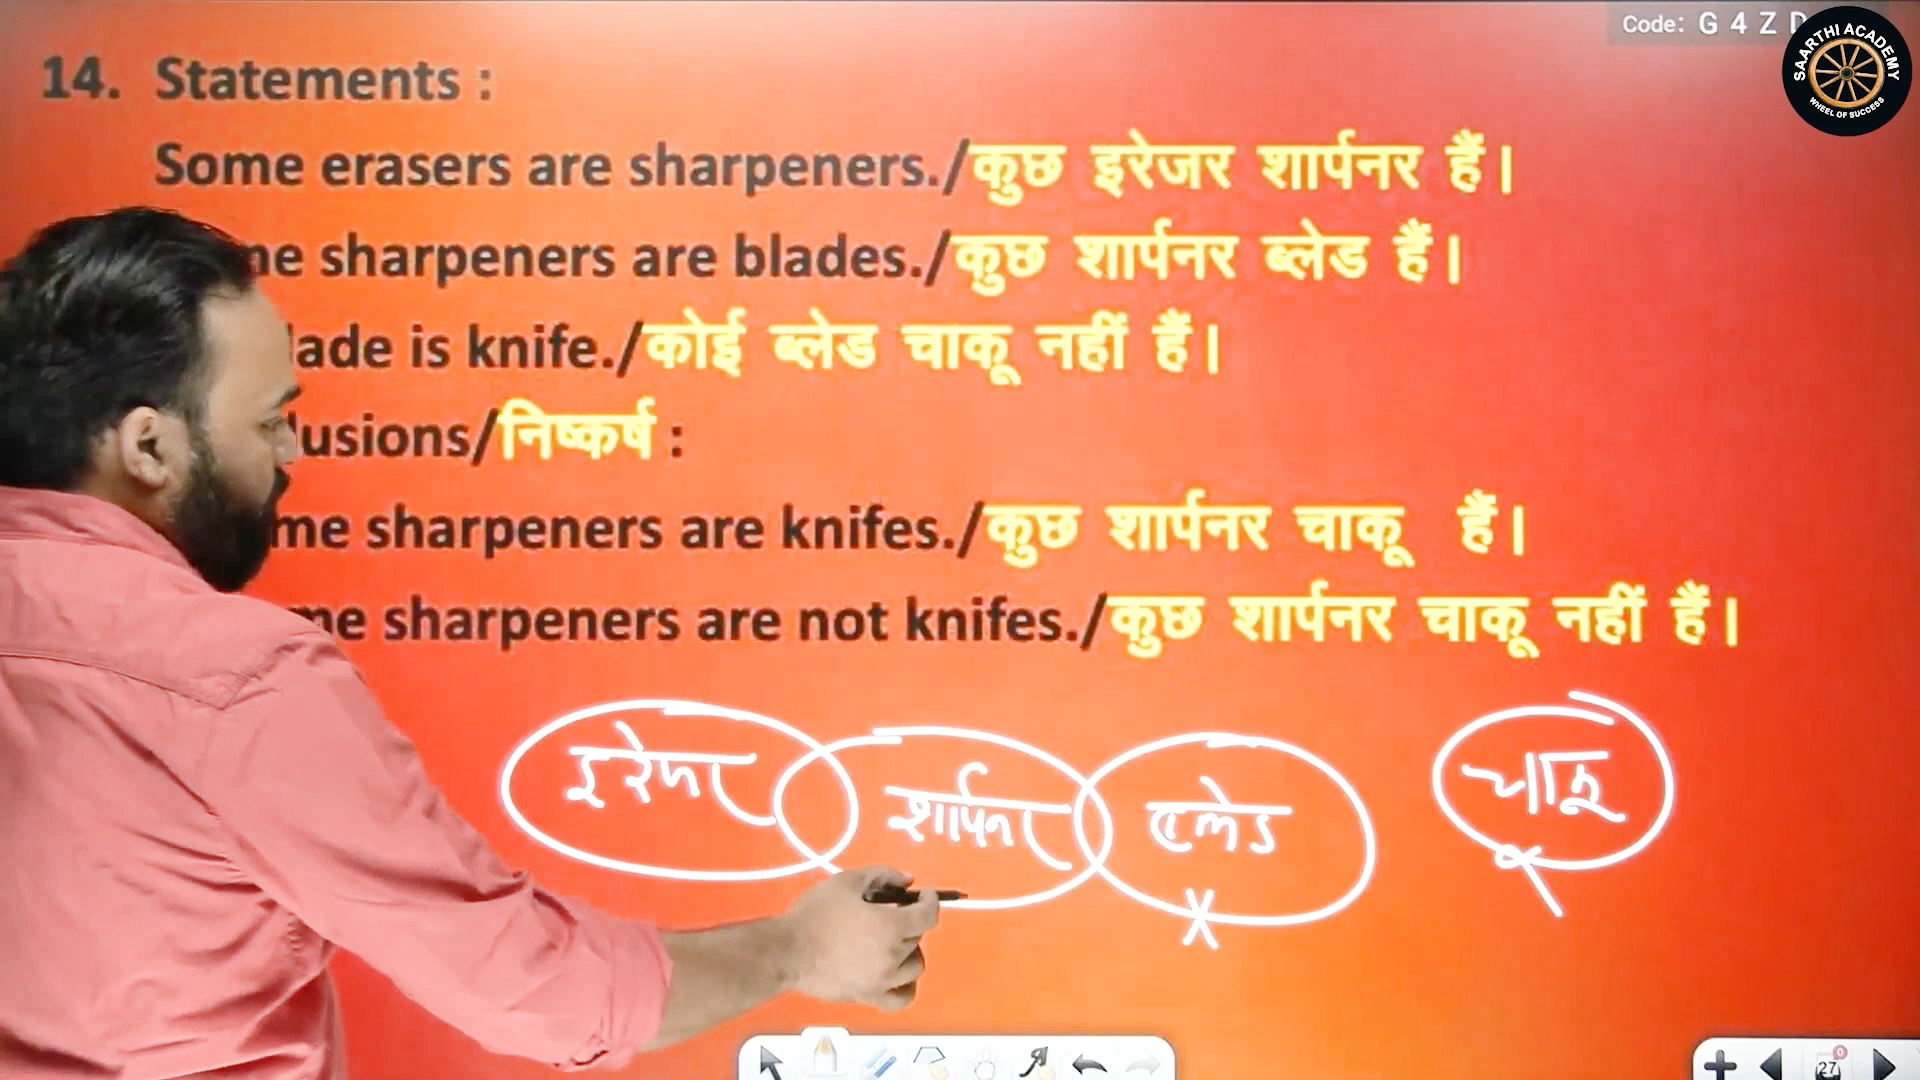 Code: G 4 Z
SAARTHI ACADEMY
WHEEL OF SUCCESS
14. Statements :
Some erasers are sharpeners./कुछ इरेजर शार्पनर हैं।
me sharpeners are blades./कुछ शार्पनर ब्लेड हैं।
lade is knife./कोई ब्लेड चाकू नहीं हैं।
lusions/निष्कर्ष :
me sharpeners are knifes./कुछ शार्पनर चाकू हैं।
me sharpeners are not knifes./कुछ शार्पनर चाकू नहीं हैं।
इरेजर शार्पनर ब्लेड चाकू
27